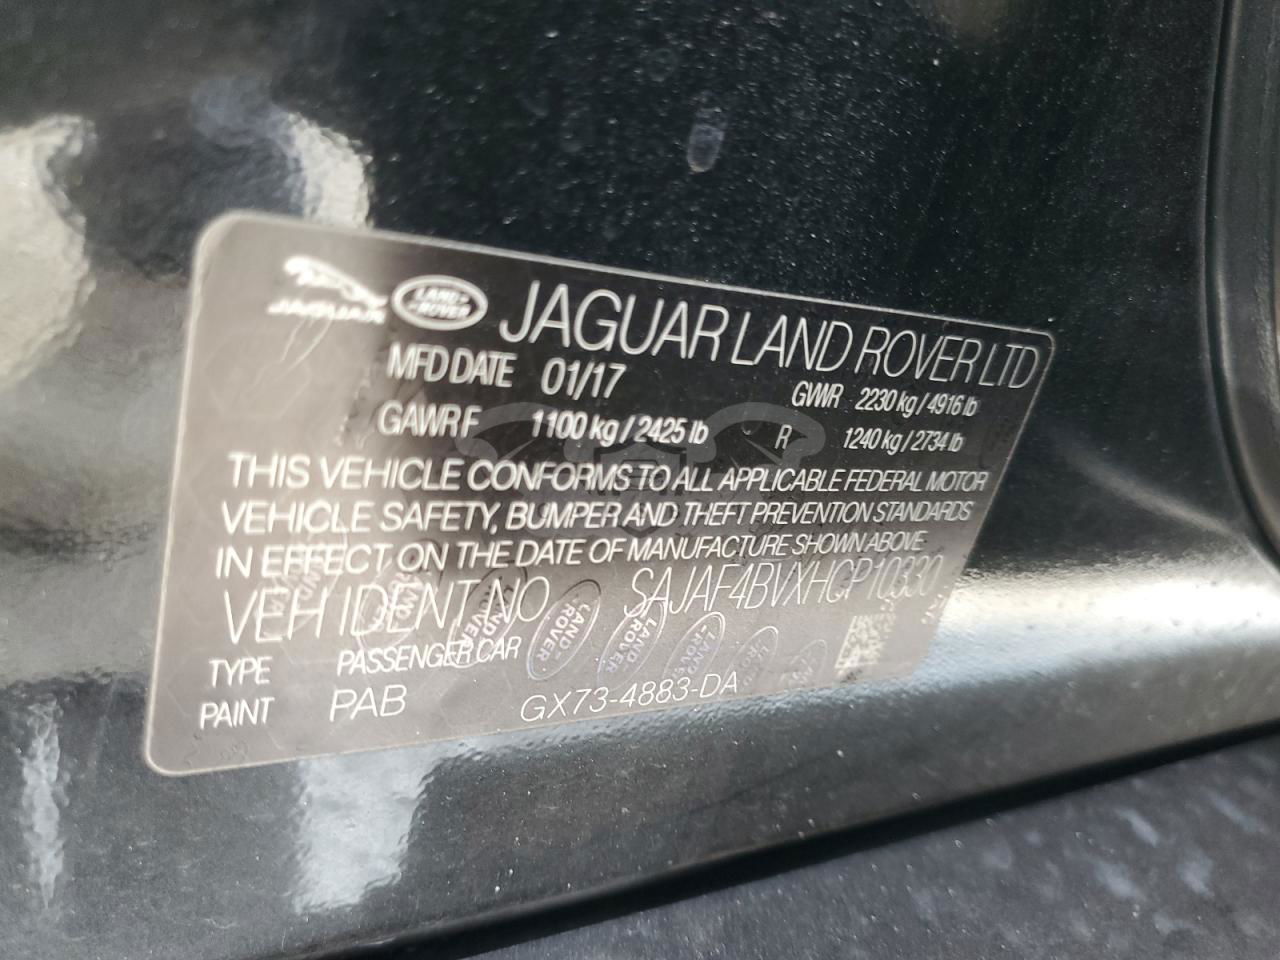 JAGUAR LAND ROVER JAGUAR LAND ROVER LTD
MFD DATE 01/17 GVWR 2230 kg / 4916 lb
GAWR F 1100 kg / 2425 lb R 1240 kg / 2734 lb
THIS VEHICLE CONFORMS TO ALL APPLICABLE FEDERAL MOTOR
VEHICLE SAFETY, BUMPER AND THEFT PREVENTION STANDARDS
IN EFFECT ON THE DATE OF MANUFACTURE SHOWN ABOVE
VEH IDENT, NO SAJAF4BVXHCP10330
TYPE PASSENGER CAR
PAINT PAB GX73-4883-DA